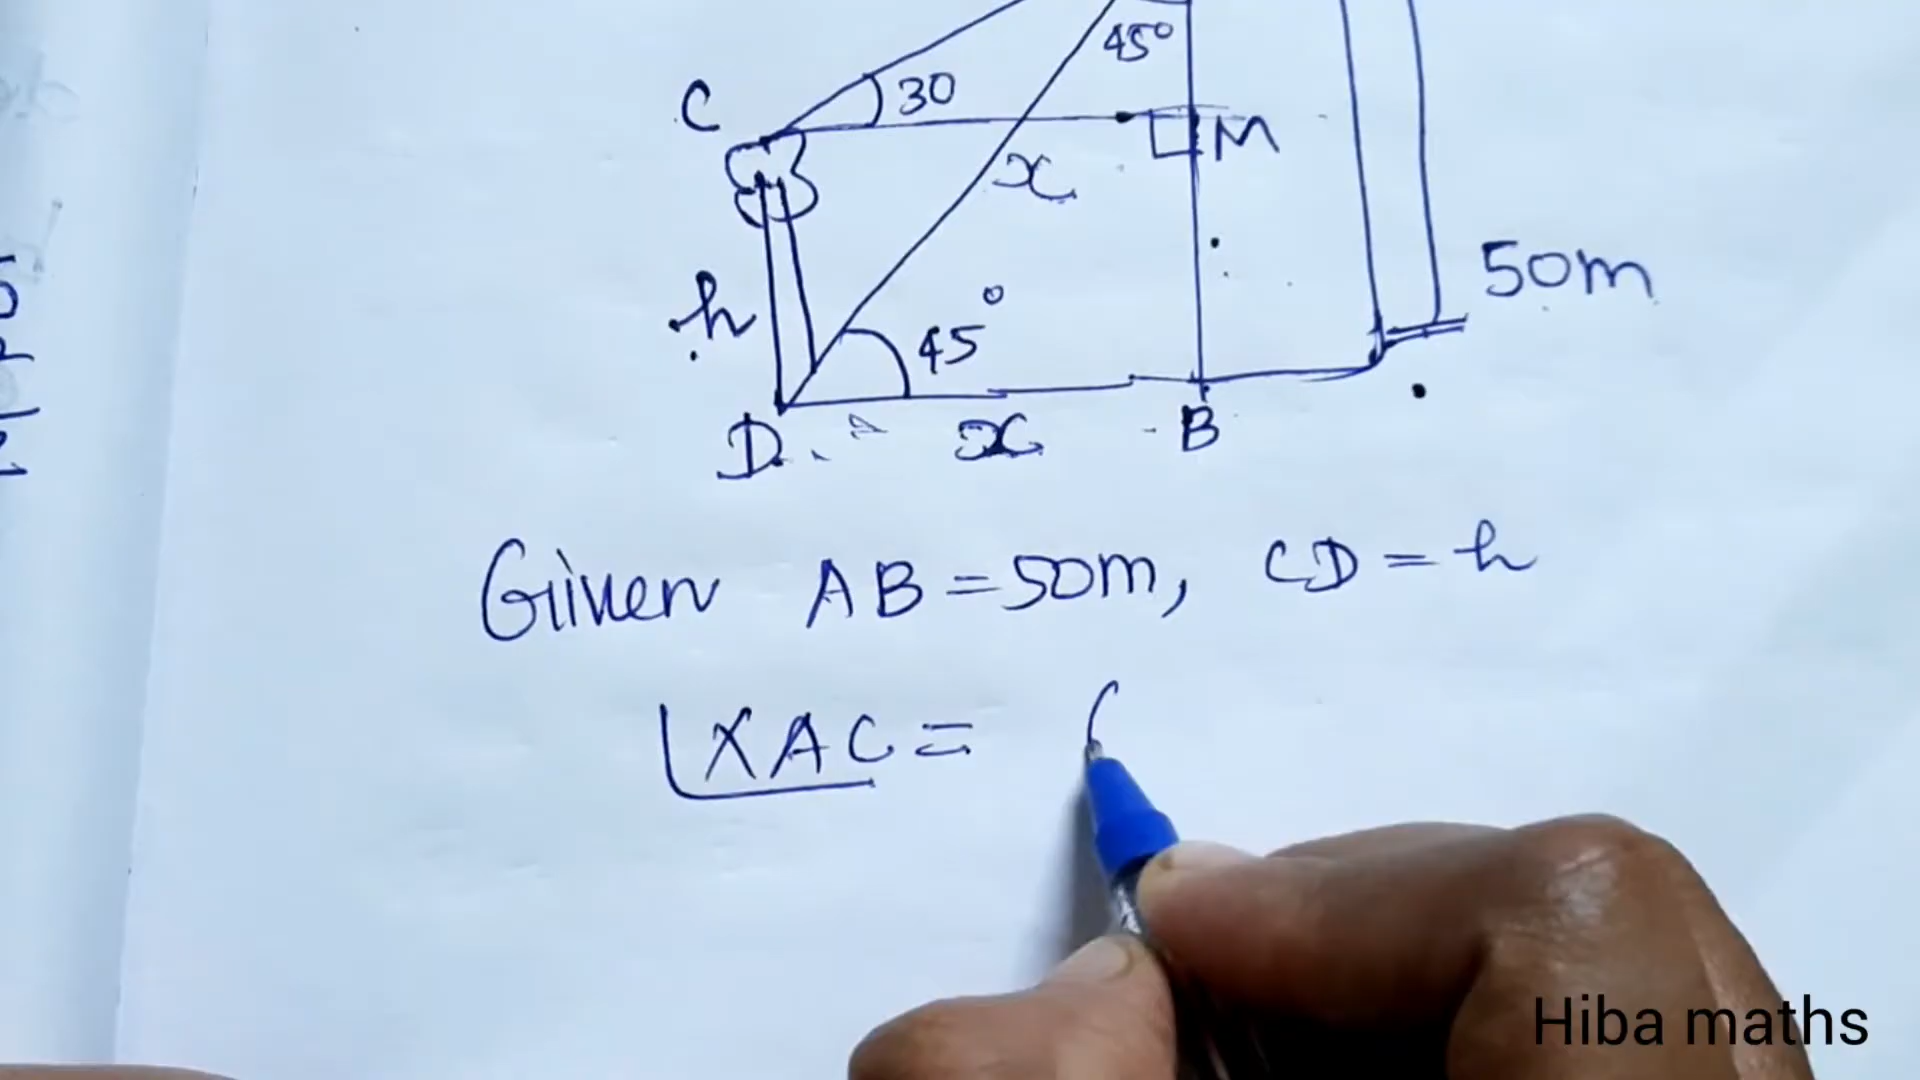 45°
C 30
M
x
50m
h
45°
D x B
Given AB = 50m, CD = h
∠XAC =
Hiba maths